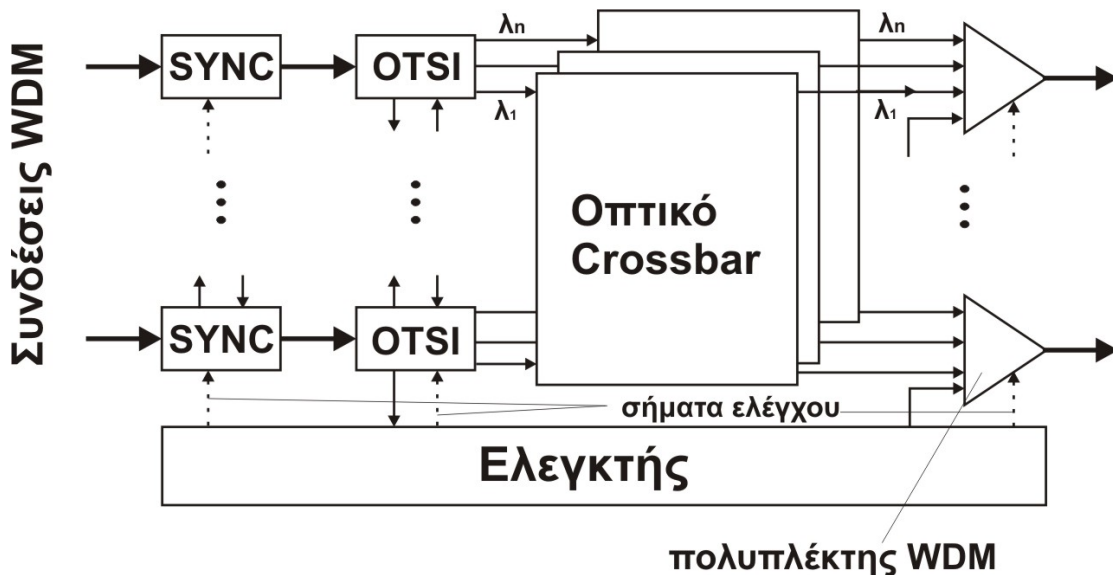 Συνδέσεις WDM
SYNC
OTSI
λn
λ1
λn
λ1
Οπτικό
Crossbar
SYNC
OTSI
σήματα ελέγχου
Ελεγκτής
πολυπλέκτης WDM